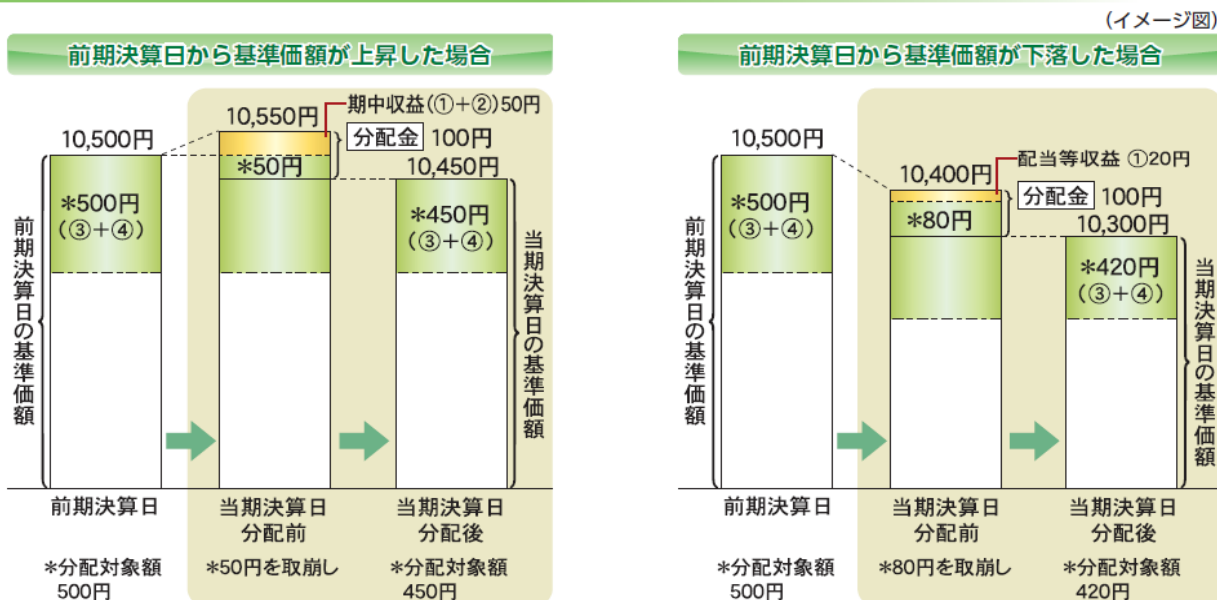 (イメージ図)
前期決算日から基準価額が上昇した場合
10,500円
10,550円
期中収益(①+②)50円
分配金 100円
*50円
10,450円
*500円
(③+④)
*450円
(③+④)
前期決算日の基準価額
当期決算日の基準価額
前期決算日
当期決算日
分配前
当期決算日
分配後
*分配対象額
500円
*50円を取崩し
*分配対象額
450円
前期決算日から基準価額が下落した場合
10,500円
10,400円
配当等収益 ①20円
分配金 100円
10,300円
*500円
(③+④)
*80円
*420円
(③+④)
前期決算日の基準価額
当期決算日の基準価額
前期決算日
当期決算日
分配前
当期決算日
分配後
*分配対象額
500円
*80円を取崩し
*分配対象額
420円